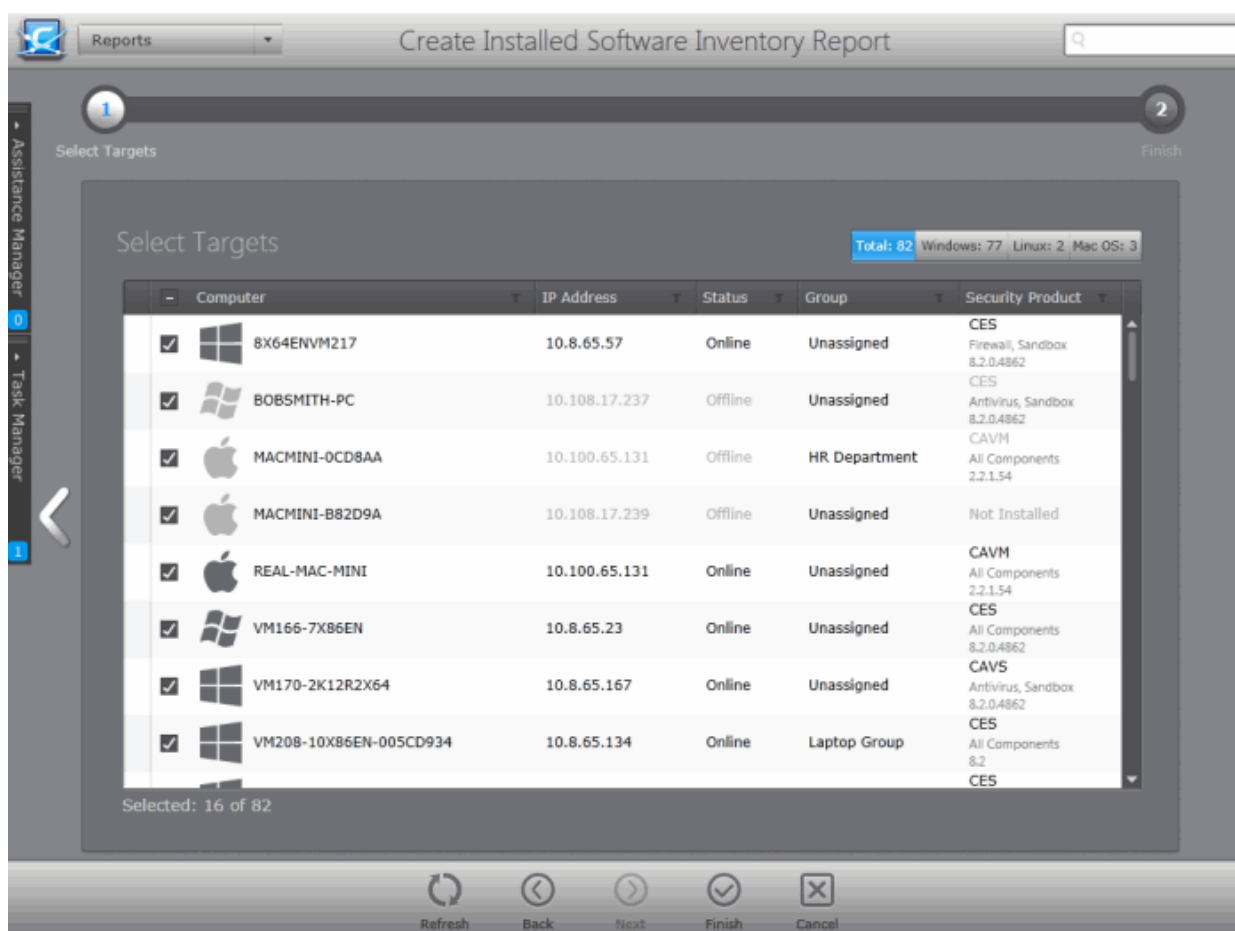 Reports
Create Installed Software Inventory Report
1
2
Select Targets
Finish
Assistance Manager
0
Task Manager
1
Select Targets
Total: 82 Windows: 77 Linux: 2 Mac OS: 3
Computer IP Address Status Group Security Product
8X64ENVM217 10.8.65.57 Online Unassigned CES
Firewall, Sandbox
8.2.0.4862
BOBSMITH-PC 10.108.17.237 Offline Unassigned CES
Antivirus, Sandbox
8.2.0.4862
MACMINI-0CD8AA 10.100.65.131 Offline HR Department CAVM
All Components
2.2.1.54
MACMINI-B82D9A 10.108.17.239 Offline Unassigned Not Installed
REAL-MAC-MINI 10.100.65.131 Online Unassigned CAVM
All Components
2.2.1.54
VM166-7X86EN 10.8.65.23 Online Unassigned CES
All Components
8.2.0.4862
VM170-2K12R2X64 10.8.65.167 Online Unassigned CAVS
Antivirus, Sandbox
8.2.0.4862
VM208-10X86EN-005CD934 10.8.65.134 Online Laptop Group CES
All Components
8.2
CES
Selected: 16 of 82
Refresh Back Next Finish Cancel